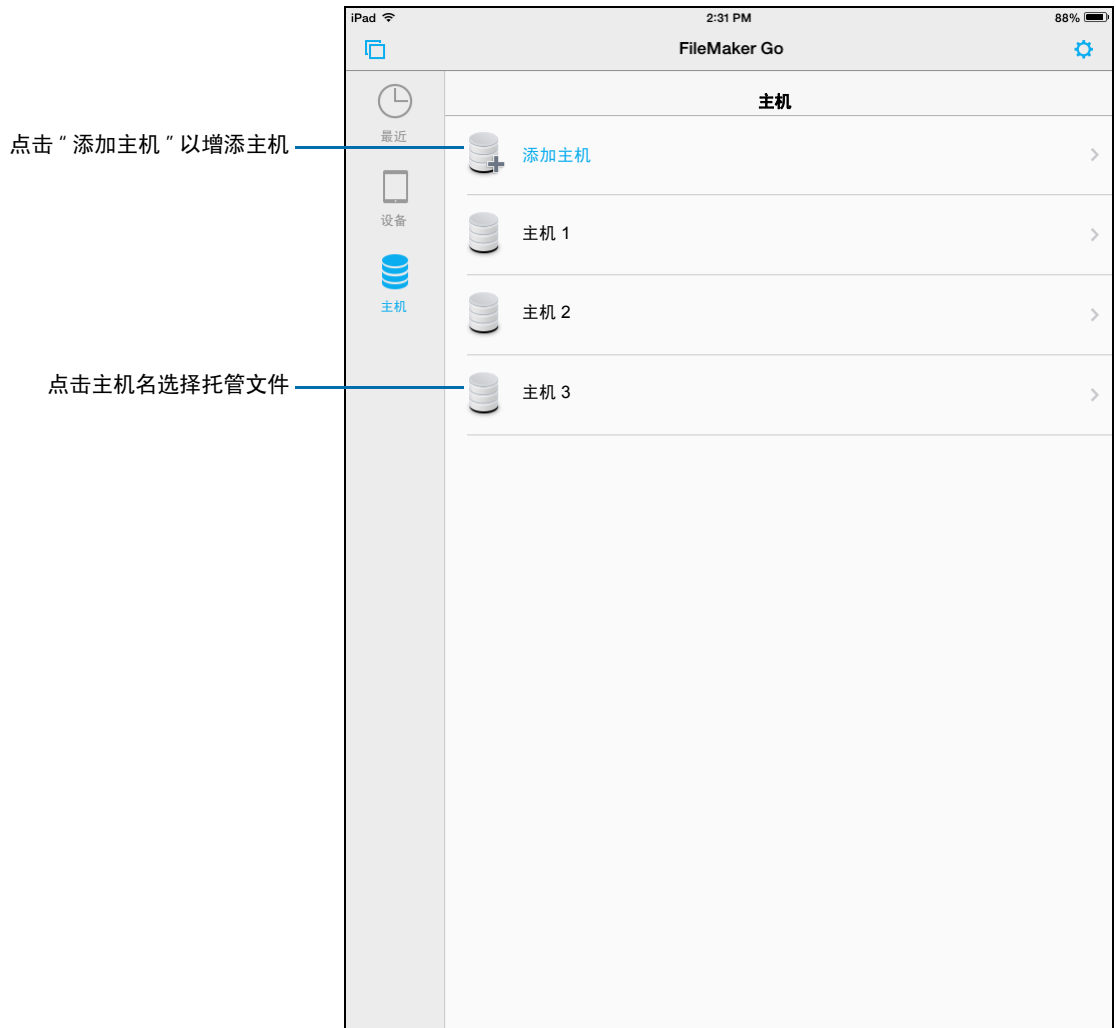 iPad 2:31 PM 88%
FileMaker Go
最近
设备
主机
主机
点击 " 添加主机 " 以增添主机
添加主机
主机 1
主机 2
点击主机名选择托管文件
主机 3